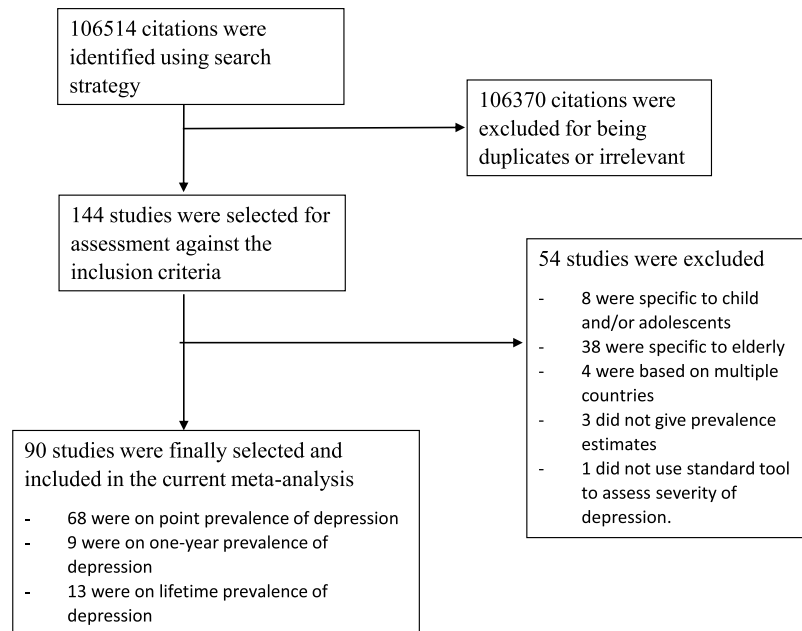 106514 citations were
identified using search
strategy
106370 citations were
excluded for being
duplicates or irrelevant
144 studies were selected for
assessment against the
inclusion criteria
54 studies were excluded
- 8 were specific to child
and/or adolescents
- 38 were specific to elderly
- 4 were based on multiple
countries
- 3 did not give prevalence
estimates
- 1 did not use standard tool
to assess severity of
depression.
90 studies were finally selected and
included in the current meta-analysis
- 68 were on point prevalence of depression
- 9 were on one-year prevalence of
depression
- 13 were on lifetime prevalence of
depression